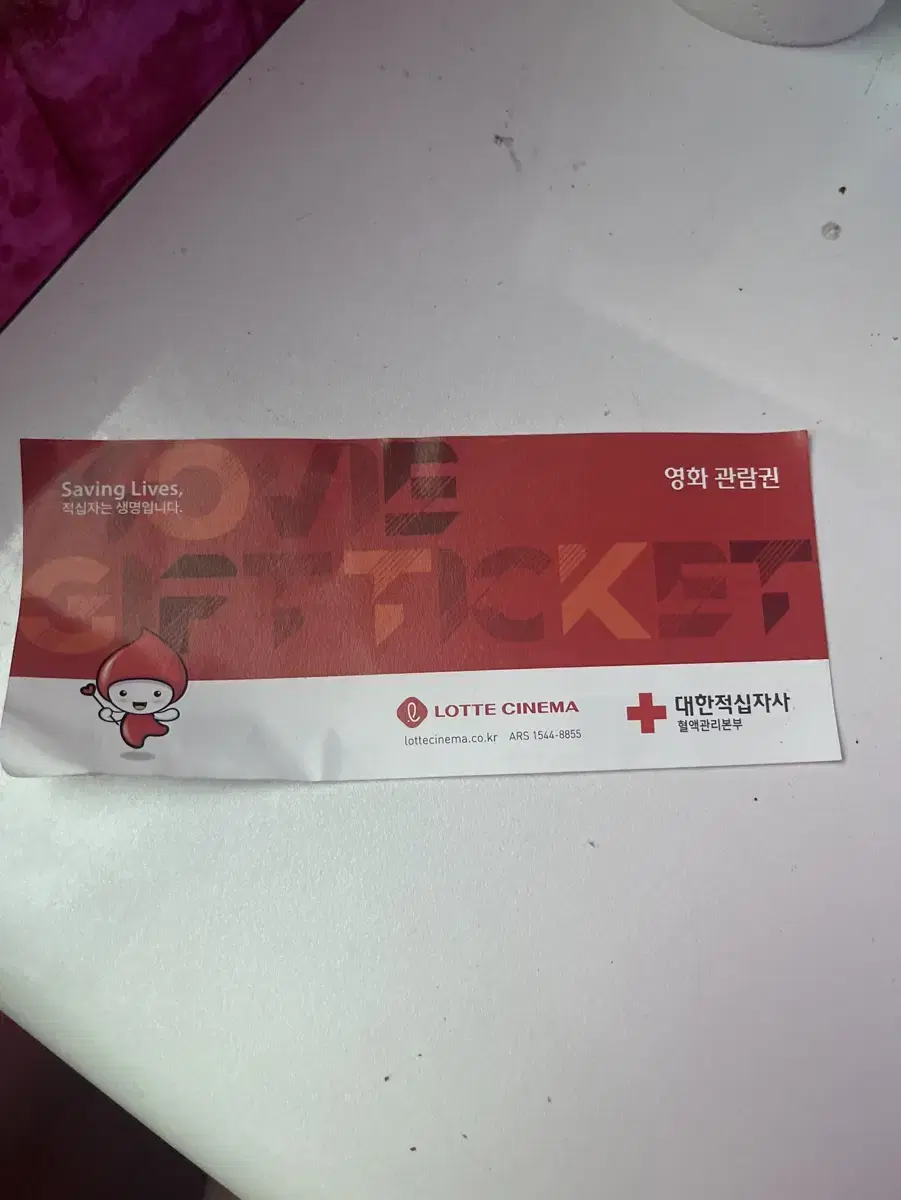 MOVIE
GIFT TICKET
Saving Lives,
적십자는 생명입니다.
영화 관람권
LOTTE CINEMA
lottecinema.co.kr ARS 1544-8855
대한적십자사
혈액관리본부